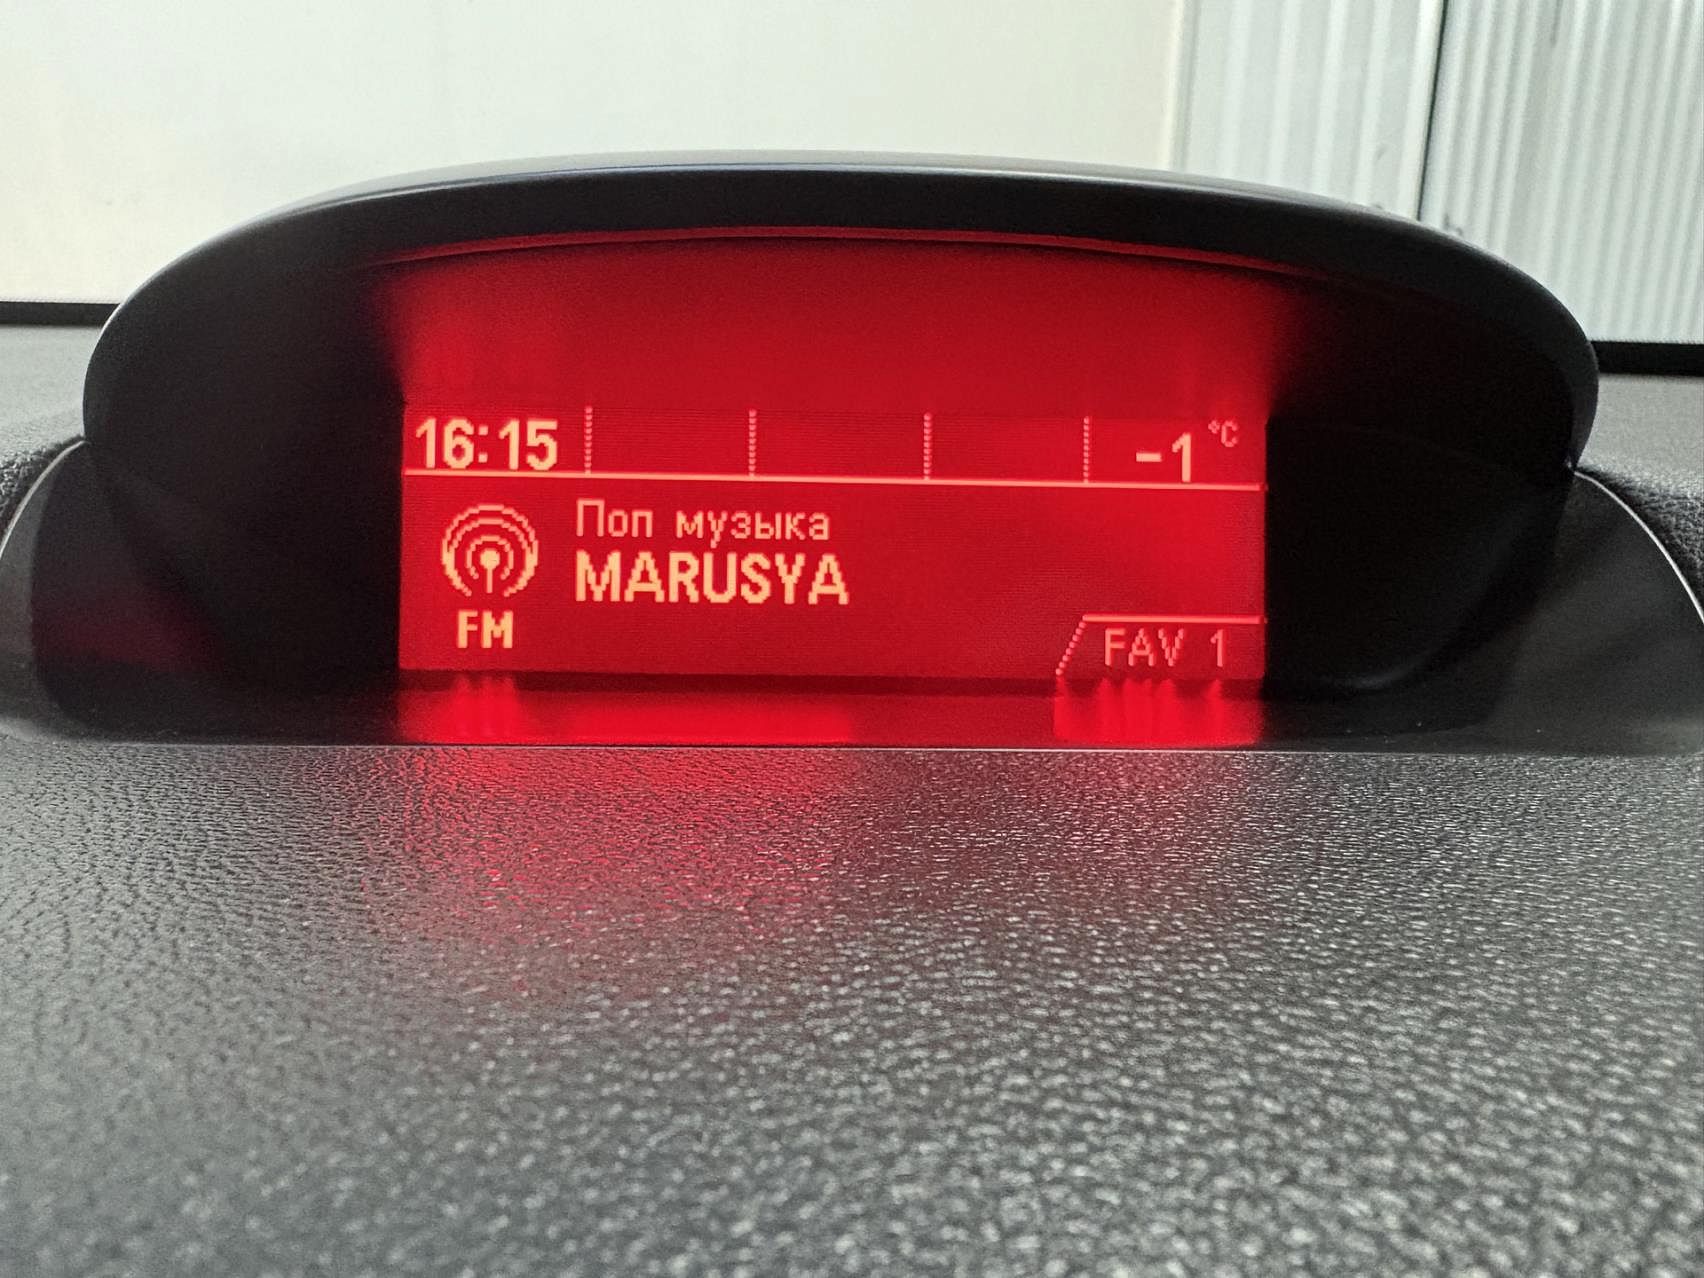 16:15 -1 °C
Поп музыка
MARUSYA
FM
FAV 1